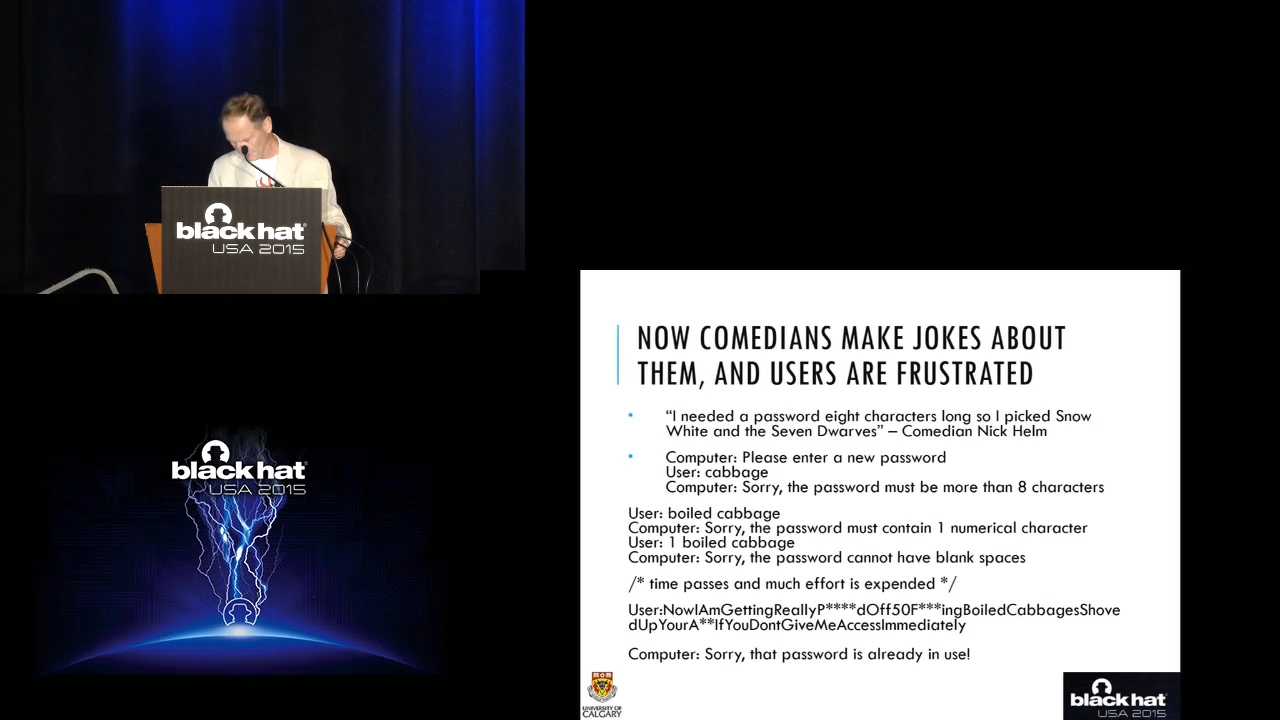 black hat
USA 2015
NOW COMEDIANS MAKE JOKES ABOUT
THEM, AND USERS ARE FRUSTRATED
“I needed a password eight characters long so I picked Snow
White and the Seven Dwarves” – Comedian Nick Helm
Computer: Please enter a new password
User: cabbage
Computer: Sorry, the password must be more than 8 characters
User: boiled cabbage
Computer: Sorry, the password must contain 1 numerical character
User: 1 boiled cabbage
Computer: Sorry, the password cannot have blank spaces
/* time passes and much effort is expended */
User:NowIAmGettingReallyP****dOff50F***ingBoiledCabbagesShove
dUpYourA**IfYouDontGiveMeAccessImmediately
Computer: Sorry, that password is already in use!
black hat
USA 2015
UNIVERSITY OF
CALGARY
black hat
USA 2015